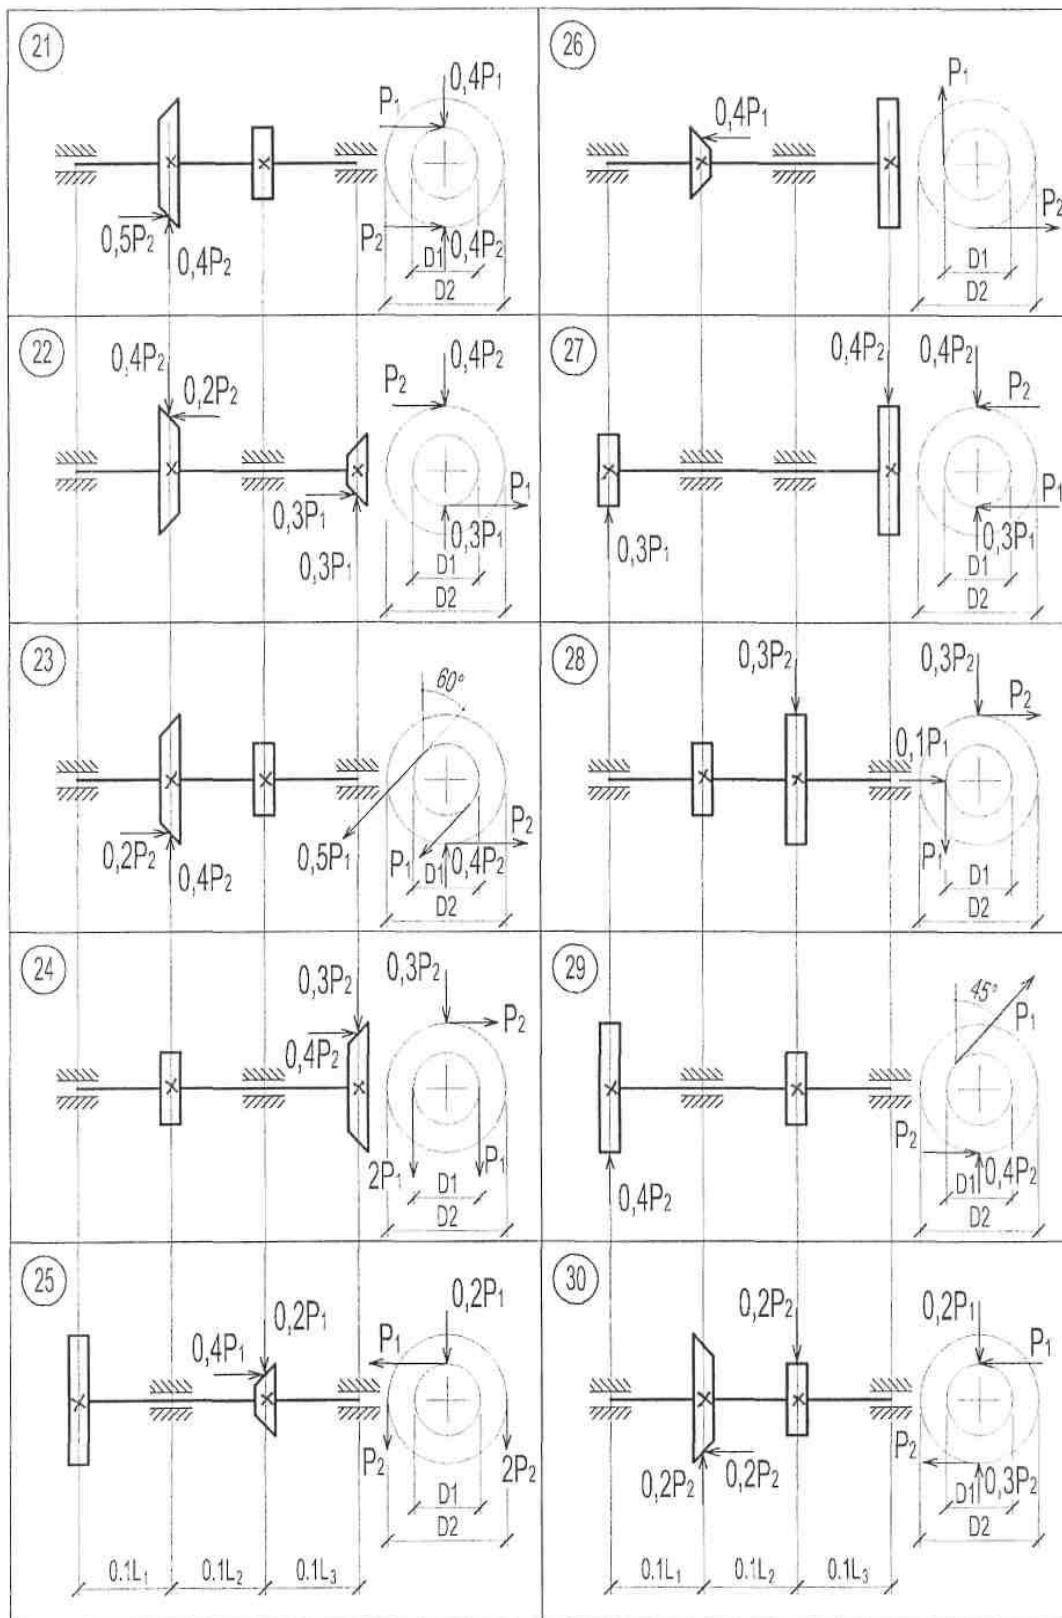 21
P₁
0,4P₁
0,5P₂
0,4P₂
P₂
0,4P₂
D1
D2
26
0,4P₁
P₁
P₂
D1
D2
22
0,4P₂
0,2P₂
0,3P₁
0,3P₁
P₂
0,4P₂
P₁
0,3P₁
D1
D2
27
0,4P₂
0,3P₁
0,4P₂
P₂
P₁
0,3P₁
D1
D2
23
0,2P₂
0,4P₂
60°
0,5P₁
P₁
P₂
0,4P₂
D1
D2
28
0,3P₂
0,3P₂
P₂
0,1P₁
P₁
D1
D2
24
0,3P₂
0,4P₂
0,3P₂
P₂
2P₁
P₁
D1
D2
29
0,4P₂
45°
P₁
P₂
0,4P₂
D1
D2
25
0,4P₁
0,2P₁
P₁
0,2P₁
P₂
2P₂
D1
D2
0.1L₁
0.1L₂
0.1L₃
30
0,2P₂
0,2P₂
0,2P₂
0,2P₁
P₁
P₂
0,3P₂
D1
D2
0.1L₁
0.1L₂
0.1L₃